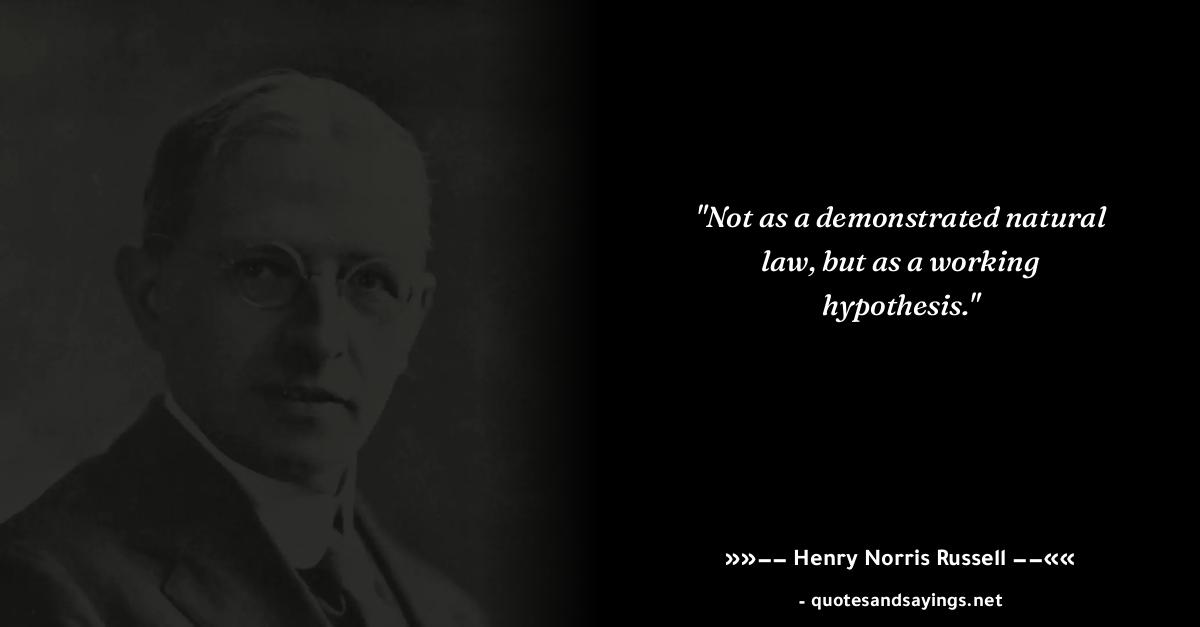 "Not as a demonstrated natural
law, but as a working
hypothesis."
»»−− Henry Norris Russell −−««
- quotesandsayings.net